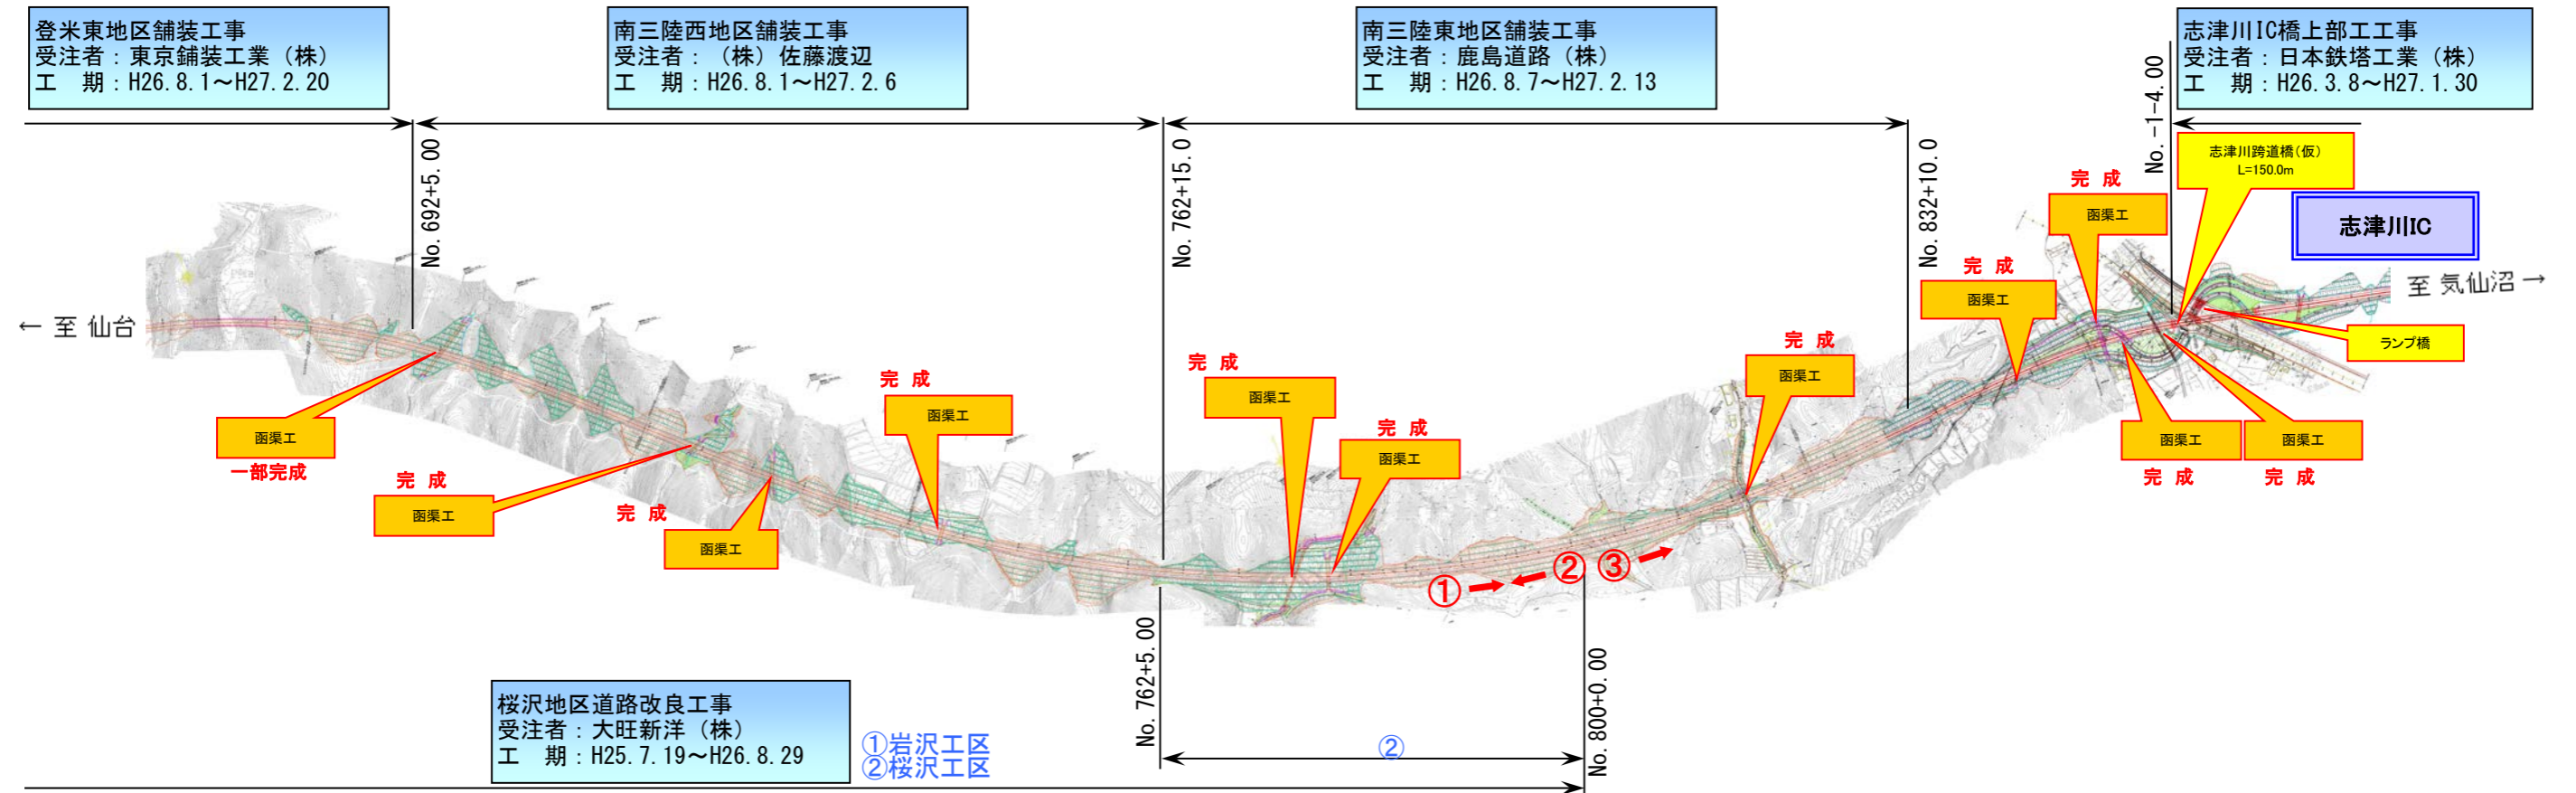 登米東地区舗装工事
受注者：東京鋪装工業（株）
工　期：H26.8.1～H27.2.20
南三陸西地区舗装工事
受注者：（株）佐藤渡辺
工　期：H26.8.1～H27.2.6
南三陸東地区舗装工事
受注者：鹿島道路（株）
工　期：H26.8.7～H27.2.13
志津川IC橋上部工工事
受注者：日本鉄塔工業（株）
工　期：H26.3.8～H27.1.30
No.692+5.00
No.762+15.0
No.832+10.0
No.-1-4.00
志津川跨道橋(仮)
L=150.0m
志津川IC
完 成
函渠工
完 成
函渠工
至 気仙沼→
← 至 仙台
ランプ橋
完 成
函渠工
完 成
函渠工
完 成
函渠工
完 成
函渠工
函渠工
一部完成
函渠工
完 成
函渠工
完 成
完 成
函渠工
完 成
函渠工
①
②
③
No.762+5.00
No.800+0.00
桜沢地区道路改良工事
受注者：大旺新洋（株）
工　期：H25.7.19～H26.8.29
①岩沢工区
②桜沢工区
②